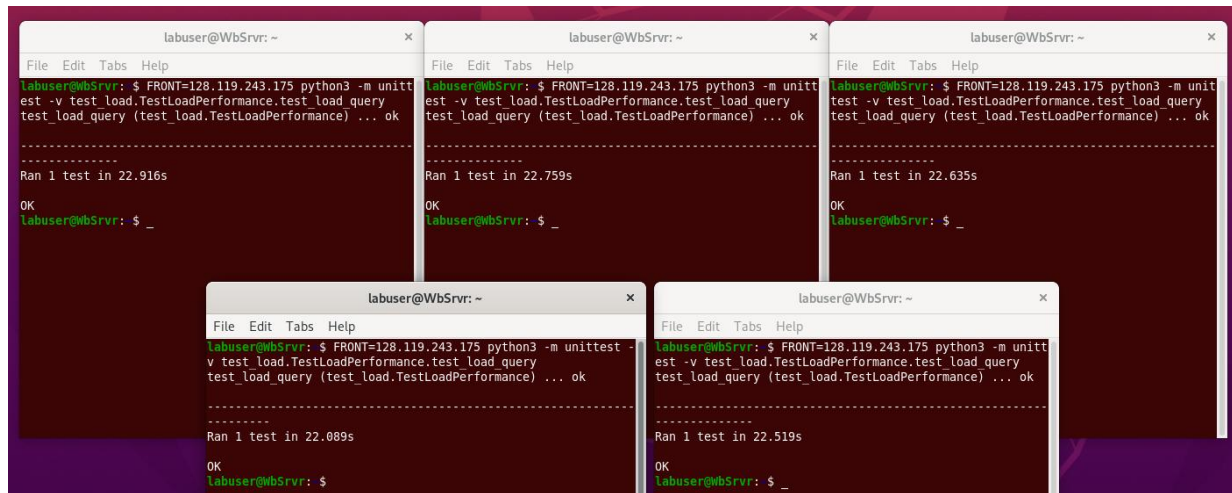 labuser@WbSrvr: ~ ×
File Edit Tabs Help
labuser@WbSrvr: $ FRONT=128.119.243.175 python3 -m unitt
est -v test_load.TestLoadPerformance.test_load_query
test_load_query (test_load.TestLoadPerformance) ... ok
--------------------------------------------------------
--------------
Ran 1 test in 22.916s
OK
labuser@WbSrvr: $ _
labuser@WbSrvr: ~ ×
File Edit Tabs Help
labuser@WbSrvr: $ FRONT=128.119.243.175 python3 -m unitt
est -v test_load.TestLoadPerformance.test_load_query
test_load_query (test_load.TestLoadPerformance) ... ok
--------------------------------------------------------
--------------
Ran 1 test in 22.759s
OK
labuser@WbSrvr: $ _
labuser@WbSrvr: ~ ×
File Edit Tabs Help
labuser@WbSrvr: $ FRONT=128.119.243.175 python3 -m unit
test -v test_load.TestLoadPerformance.test_load_query
test_load_query (test_load.TestLoadPerformance) ... ok
-------------------------------------------------------
---------------
Ran 1 test in 22.635s
OK
labuser@WbSrvr: $ _
labuser@WbSrvr: ~ ×
File Edit Tabs Help
labuser@WbSrvr: $ FRONT=128.119.243.175 python3 -m unittest -
v test_load.TestLoadPerformance.test_load_query
test_load_query (test_load.TestLoadPerformance) ... ok
-------------------------------------------------------------
---------
Ran 1 test in 22.089s
OK
labuser@WbSrvr: $
labuser@WbSrvr: ~ ×
File Edit Tabs Help
labuser@WbSrvr: $ FRONT=128.119.243.175 python3 -m unitt
est -v test_load.TestLoadPerformance.test_load_query
test_load_query (test_load.TestLoadPerformance) ... ok
--------------------------------------------------------
--------------
Ran 1 test in 22.519s
OK
labuser@WbSrvr: $ _